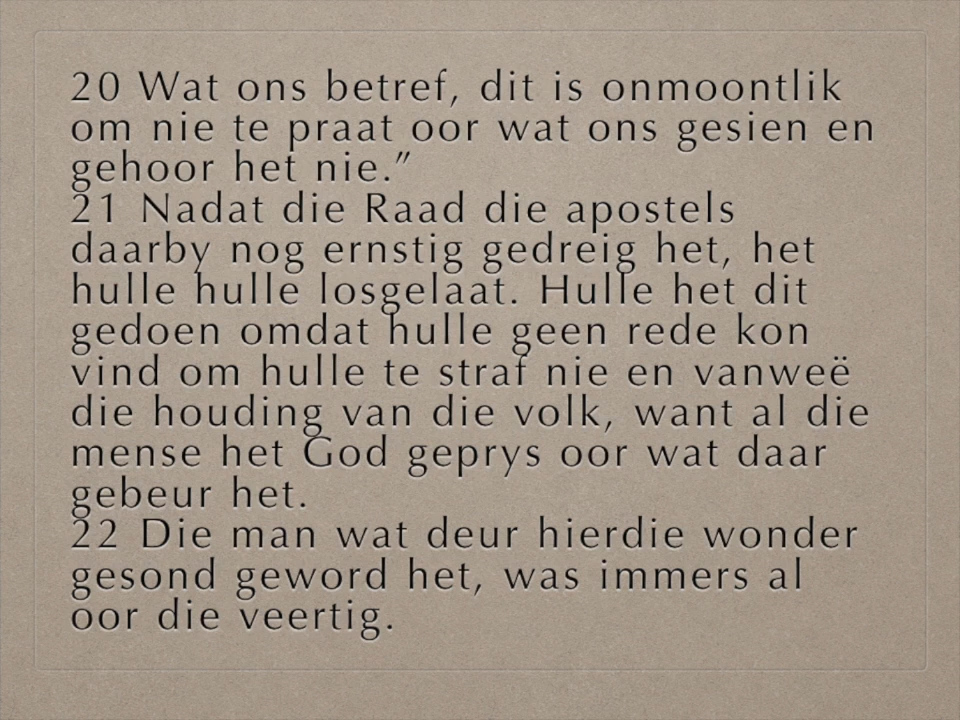 20 Wat ons betref, dit is onmoontlik
om nie te praat oor wat ons gesien en
gehoor het nie.”
21 Nadat die Raad die apostels
daarby nog ernstig gedreig het, het
hulle hulle losgelaat. Hulle het dit
gedoen omdat hulle geen rede kon
vind om hulle te straf nie en vanweë
die houding van die volk, want al die
mense het God geprys oor wat daar
gebeur het.
22 Die man wat deur hierdie wonder
gesond geword het, was immers al
oor die veertig.